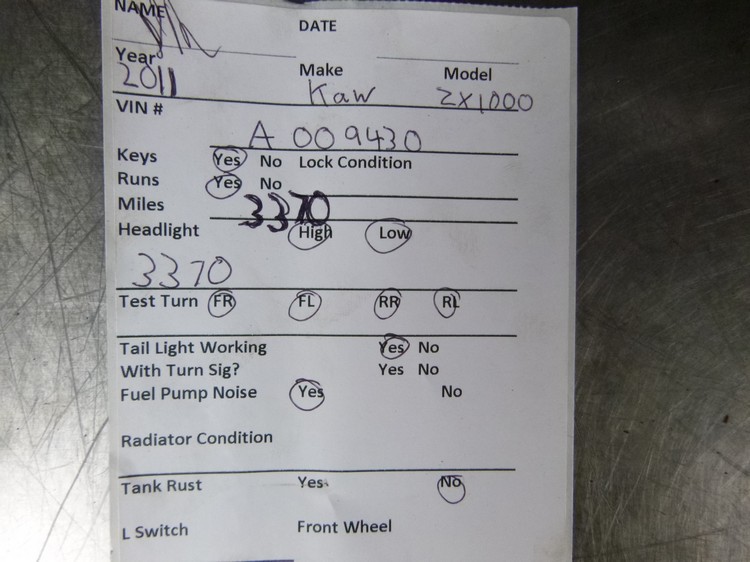 NAME DATE
Year 2011 Make Kaw Model ZX1000
VIN # A 009430
Keys Yes No Lock Condition
Runs Yes No
Miles 3370
Headlight High Low
3370
Test Turn FR FL RR RL
Tail Light Working Yes No
With Turn Sig? Yes No
Fuel Pump Noise Yes No
Radiator Condition
Tank Rust Yes No
L Switch Front Wheel